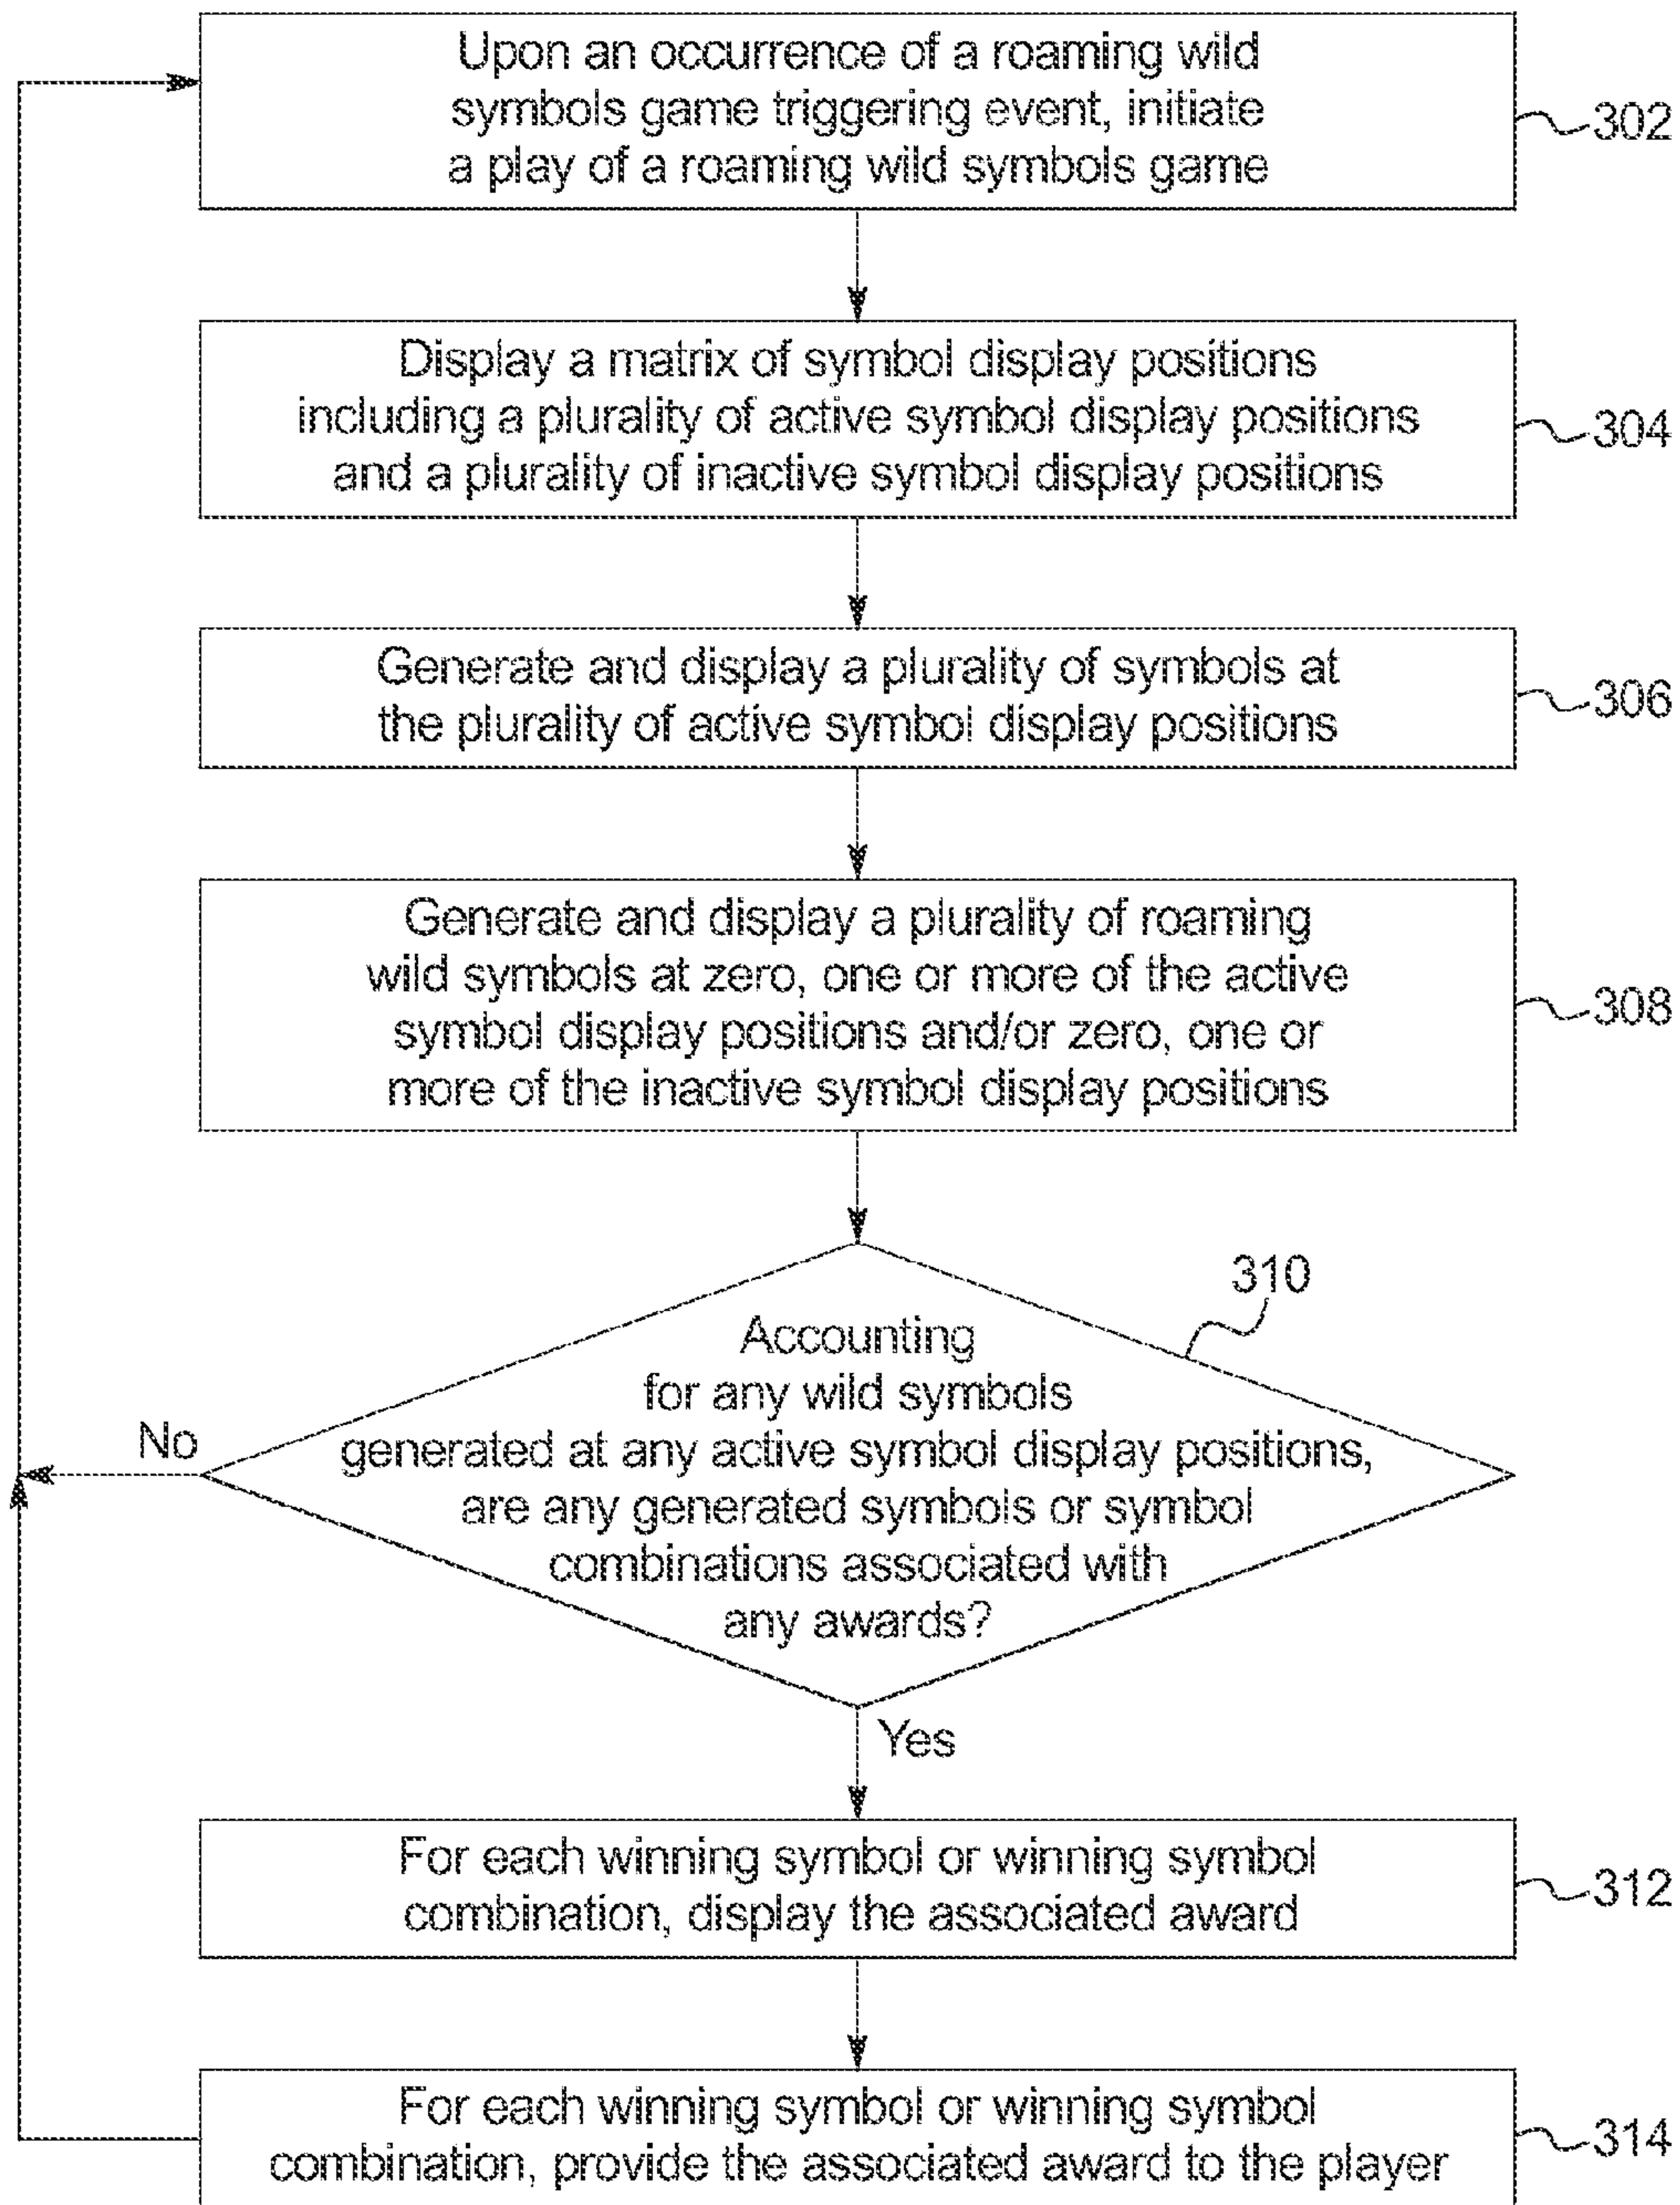 Upon an occurrence of a roaming wild
symbols game triggering event, initiate
a play of a roaming wild symbols game
302
Display a matrix of symbol display positions
including a plurality of active symbol display positions
and a plurality of inactive symbol display positions
304
Generate and display a plurality of symbols at
the plurality of active symbol display positions
306
Generate and display a plurality of roaming
wild symbols at zero, one or more of the active
symbol display positions and/or zero, one or
more of the inactive symbol display positions
308
310
Accounting
for any wild symbols
generated at any active symbol display positions,
are any generated symbols or symbol
combinations associated with
any awards?
No
Yes
For each winning symbol or winning symbol
combination, display the associated award
312
For each winning symbol or winning symbol
combination, provide the associated award to the player
314